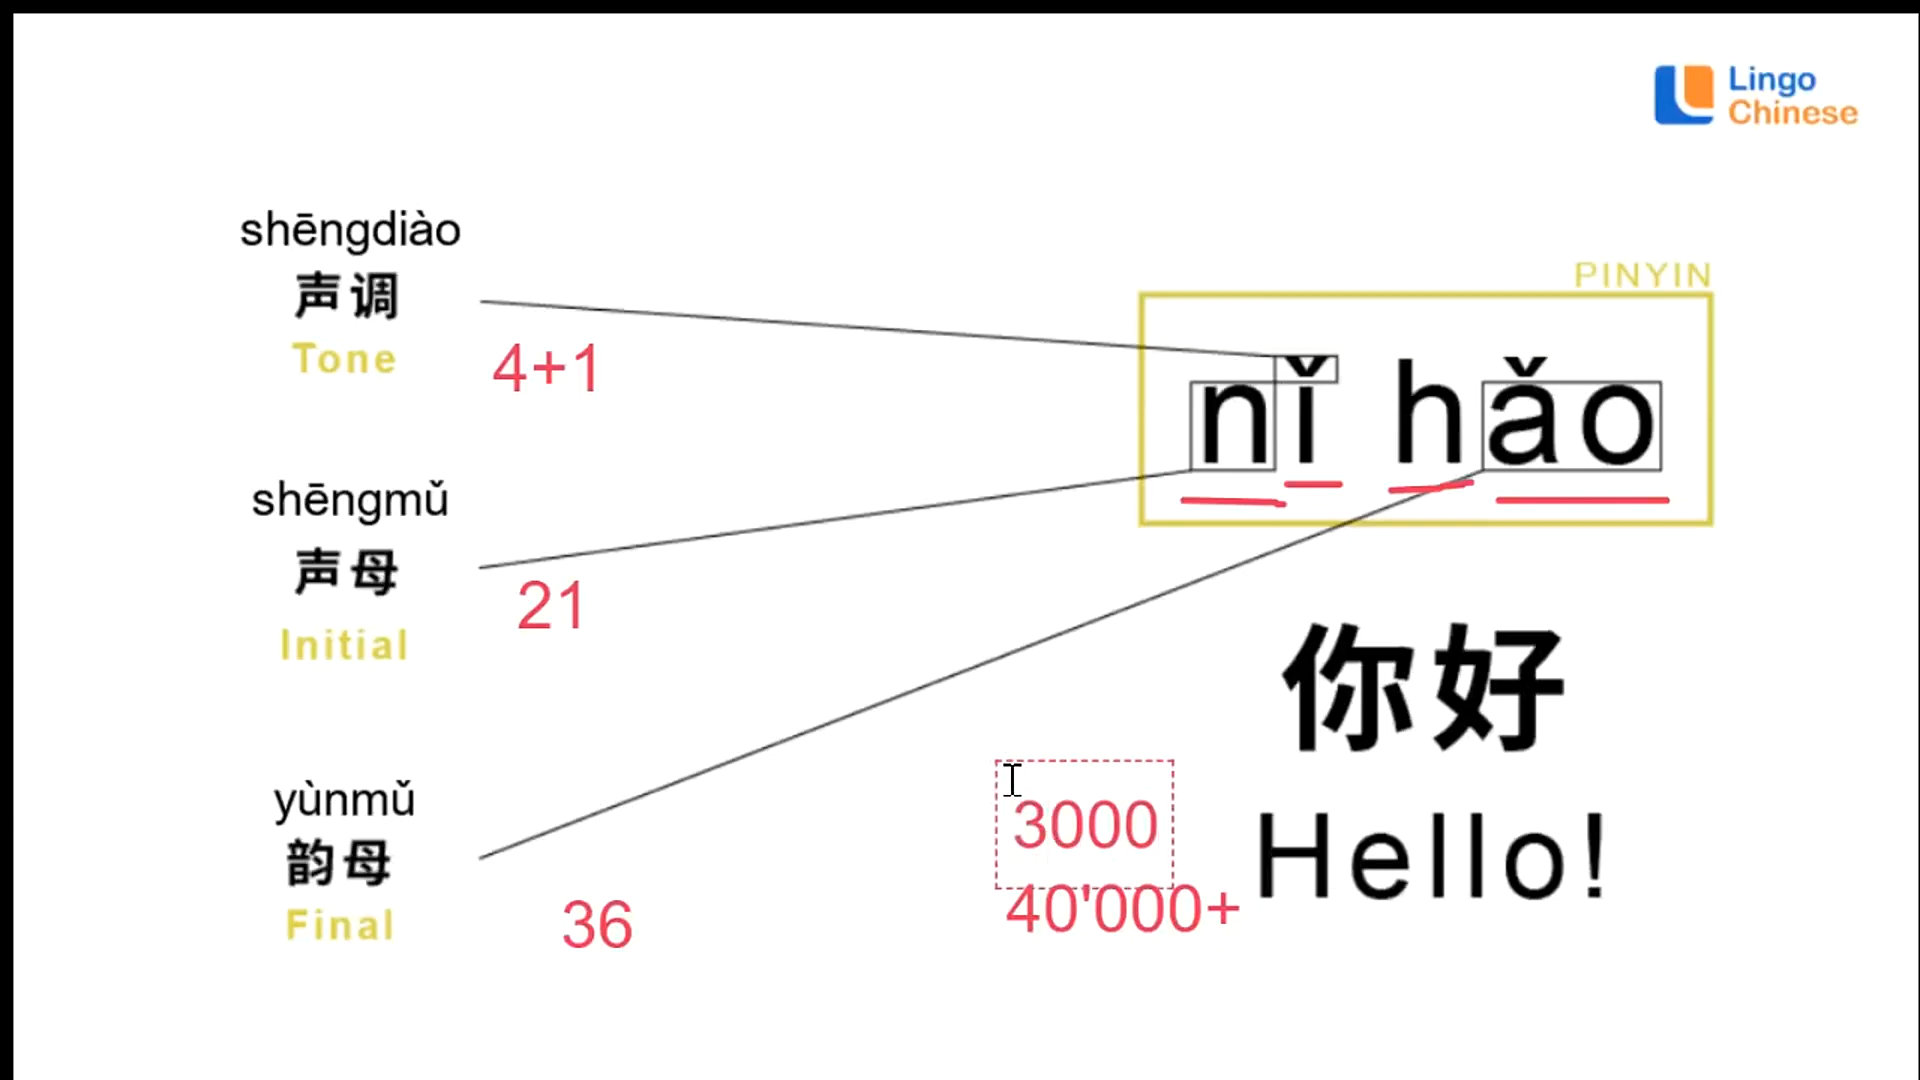 Lingo
Chinese
shēngdiào
声调
Tone
4+1
PINYIN
nǐ hǎo
shēngmǔ
声母
Initial
21
你好
yùnmǔ
韵母
Final
36
3000
40'000+
Hello!